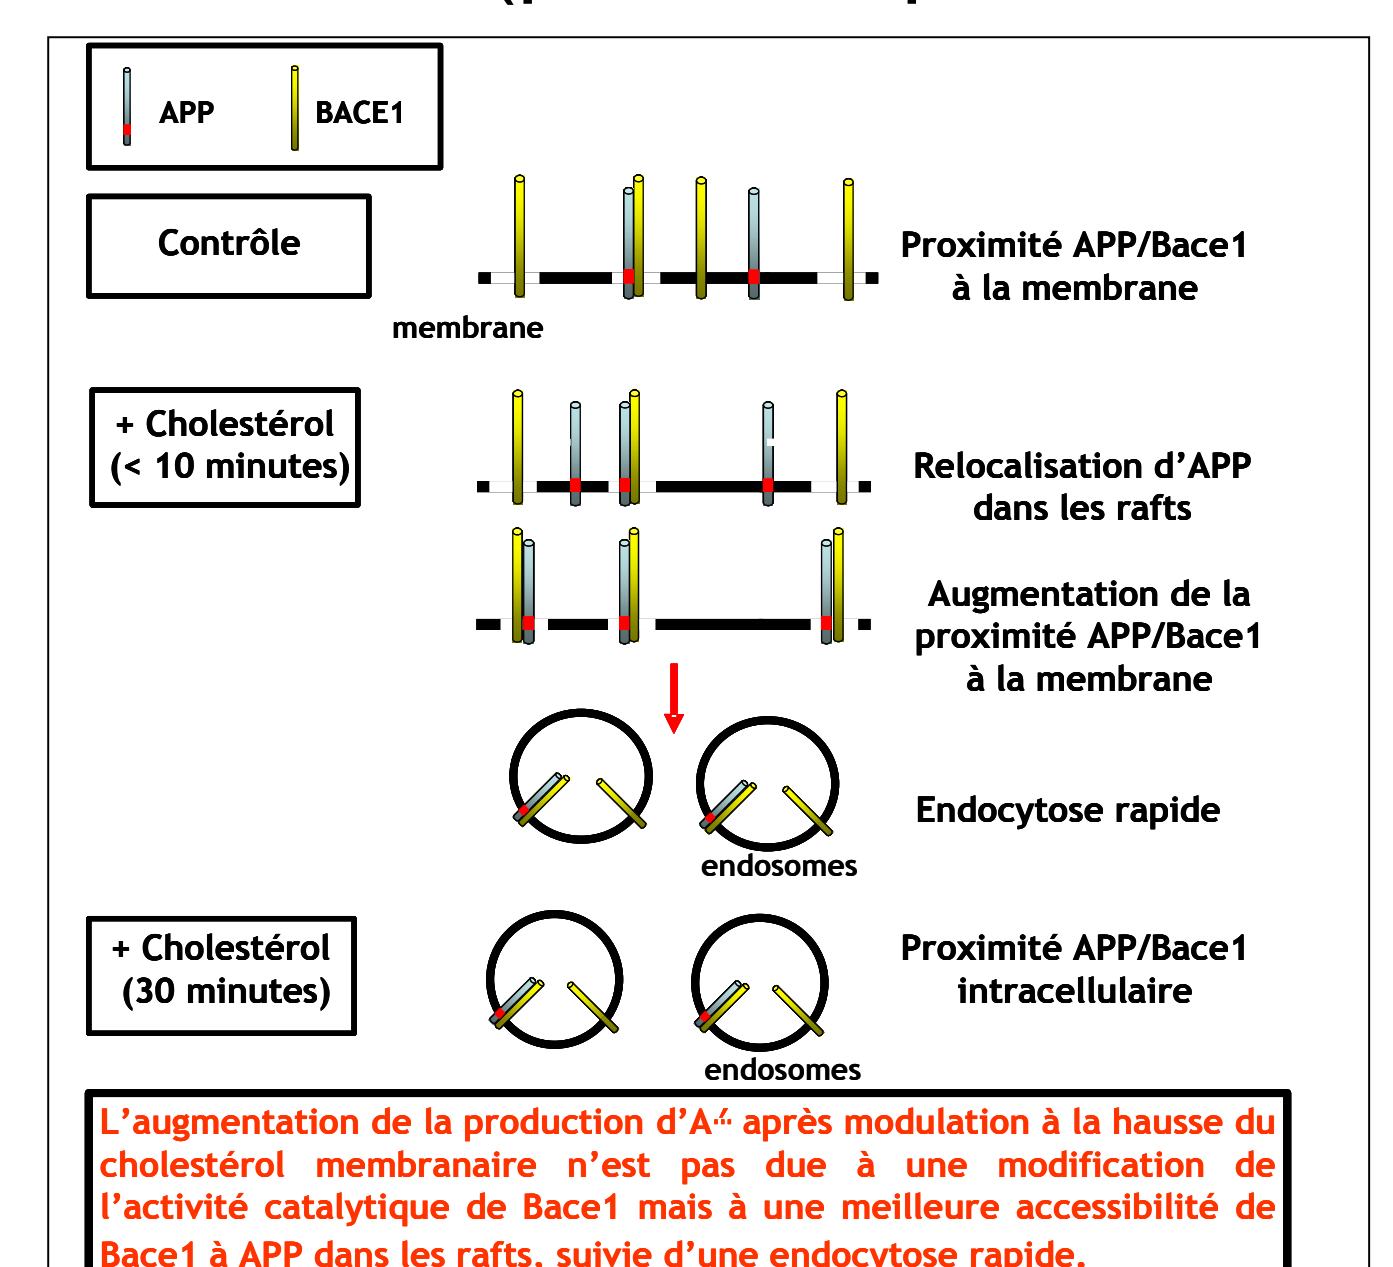 APP BACE1
Contrôle
Proximité APP/Bace1
à la membrane
membrane
+ Cholestérol
(< 10 minutes)
Relocalisation d’APP
dans les rafts
Augmentation de la
proximité APP/Bace1
à la membrane
Endocytose rapide
endosomes
+ Cholestérol
(30 minutes)
Proximité APP/Bace1
intracellulaire
endosomes
L’augmentation de la production d’A après modulation à la hausse du
cholestérol membranaire n’est pas due à une modification de
l’activité catalytique de Bace1 mais à une meilleure accessibilité de
Bace1 à APP dans les rafts, suivie d’une endocytose rapide.